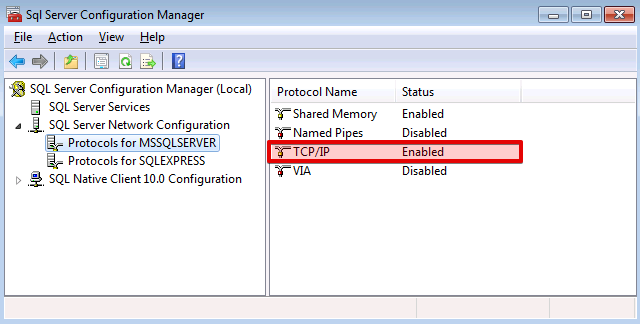 Sql Server Configuration Manager
File Action View Help
SQL Server Configuration Manager (Local)
SQL Server Services
SQL Server Network Configuration
Protocols for MSSQLSERVER
Protocols for SQLEXPRESS
SQL Native Client 10.0 Configuration
Protocol Name Status
Shared Memory Enabled
Named Pipes Disabled
TCP/IP Enabled
VIA Disabled